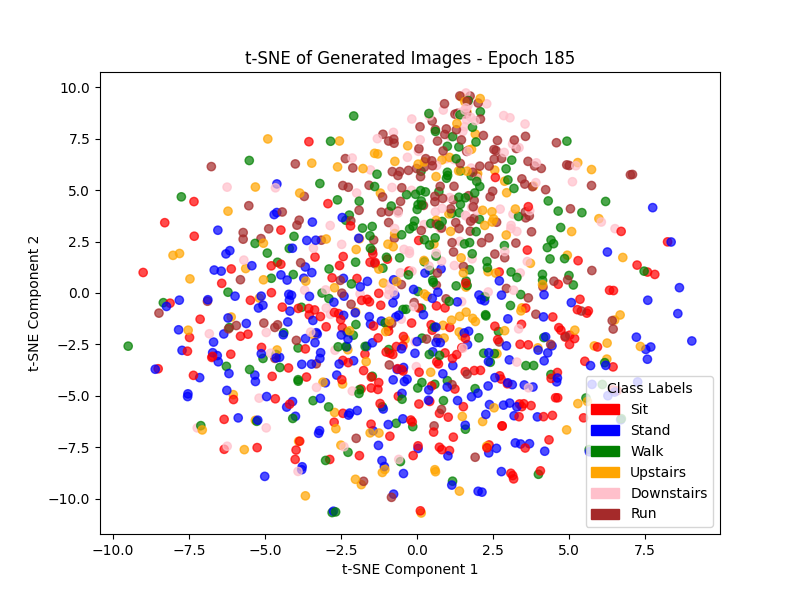 t-SNE of Generated Images - Epoch 185
10.0
7.5
5.0
2.5
0.0
−2.5
−5.0
−7.5
−10.0
t-SNE Component 2
Class Labels
Sit
Stand
Walk
Upstairs
Downstairs
Run
−10.0 −7.5 −5.0 −2.5 0.0 2.5 5.0 7.5
t-SNE Component 1